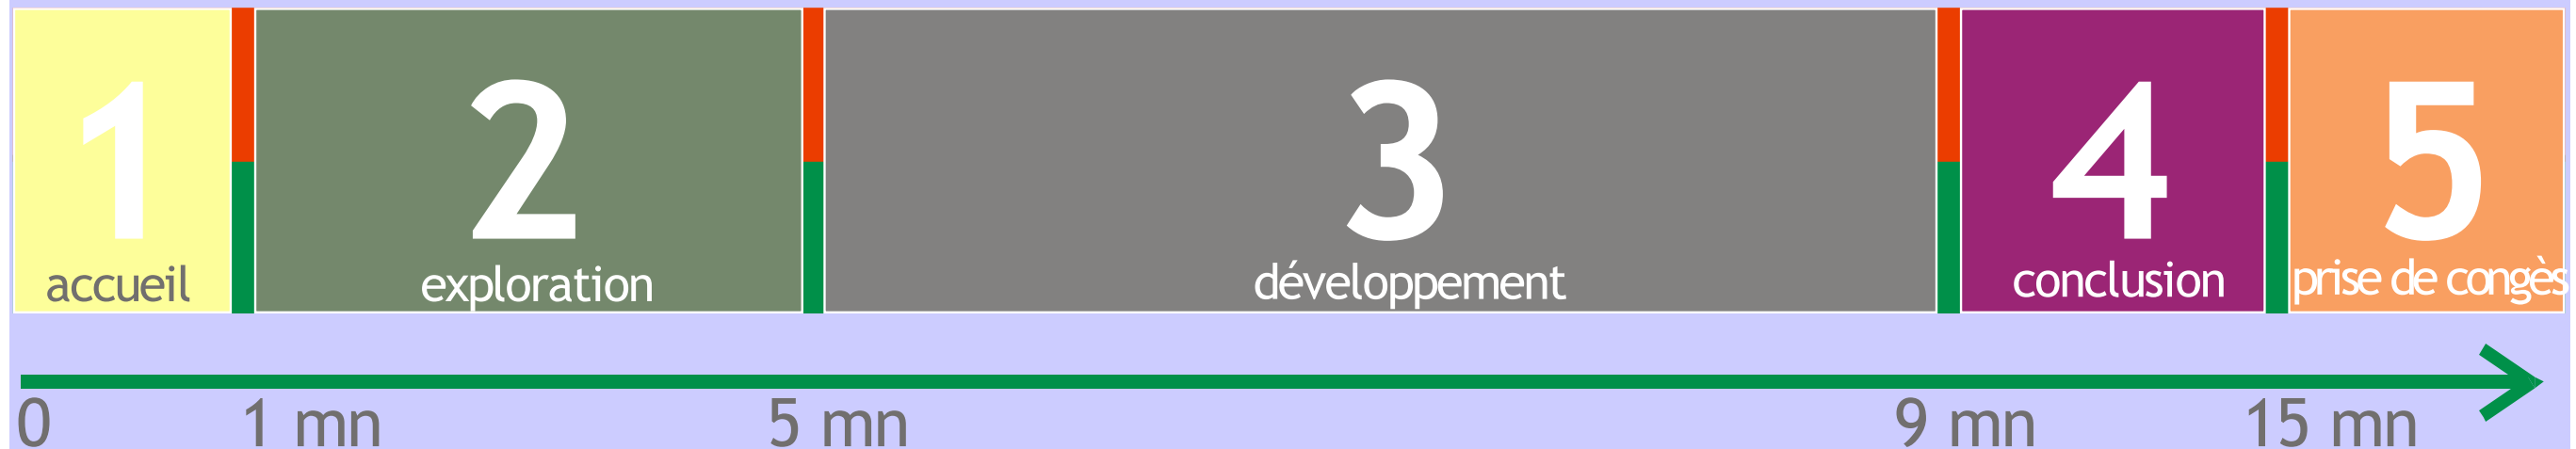 1
accueil
2
exploration
3
développement
4
conclusion
5
prise de congès
0
1 mn
5 mn
9 mn
15 mn